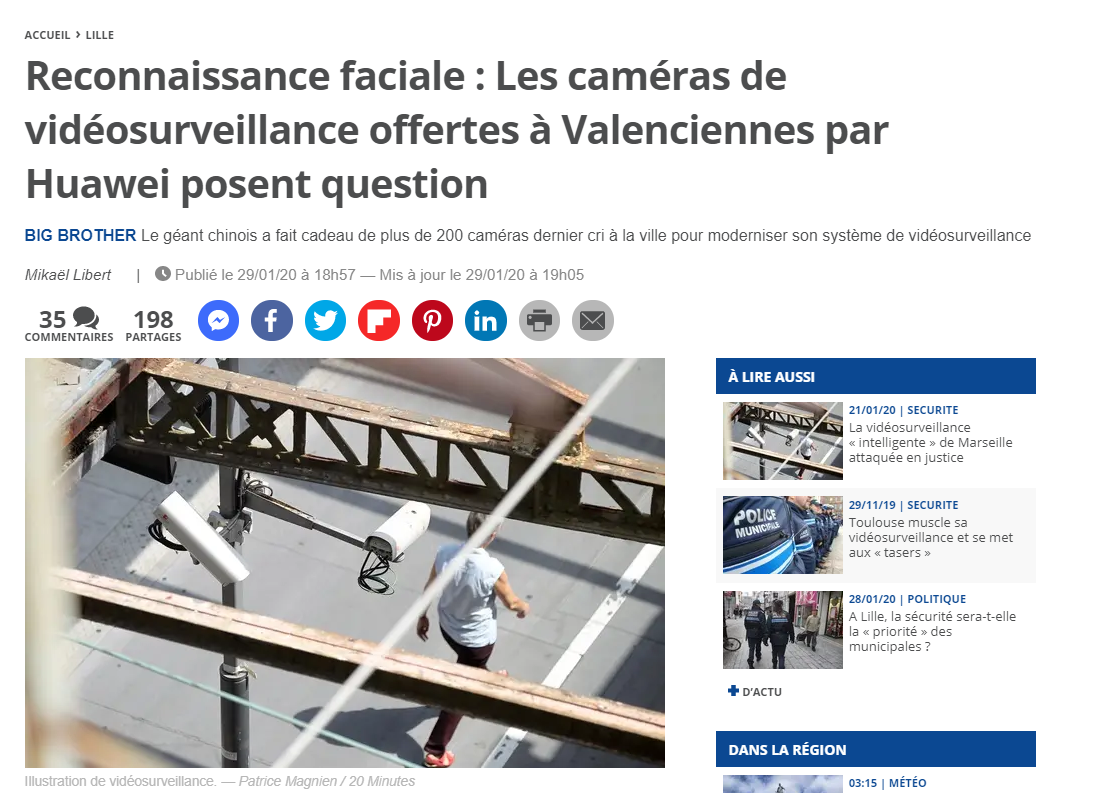 ACCUEIL › LILLE
Reconnaissance faciale : Les caméras de
vidéosurveillance offertes à Valenciennes par
Huawei posent question
BIG BROTHER Le géant chinois a fait cadeau de plus de 200 caméras dernier cri à la ville pour moderniser son système de vidéosurveillance
Mikaël Libert | Publié le 29/01/20 à 18h57 — Mis à jour le 29/01/20 à 19h05
35 198
COMMENTAIRES PARTAGES
À LIRE AUSSI
21/01/20 | SECURITE
La vidéosurveillance
« intelligente » de Marseille
attaquée en justice
POLICE
MUNICIPALE
29/11/19 | SECURITE
Toulouse muscle sa
vidéosurveillance et se met
aux « tasers »
28/01/20 | POLITIQUE
A Lille, la sécurité sera-t-elle
la « priorité » des
municipales ?
D'ACTU
DANS LA RÉGION
03:15 | MÉTÉO
Illustration de vidéosurveillance. — Patrice Magnien / 20 Minutes